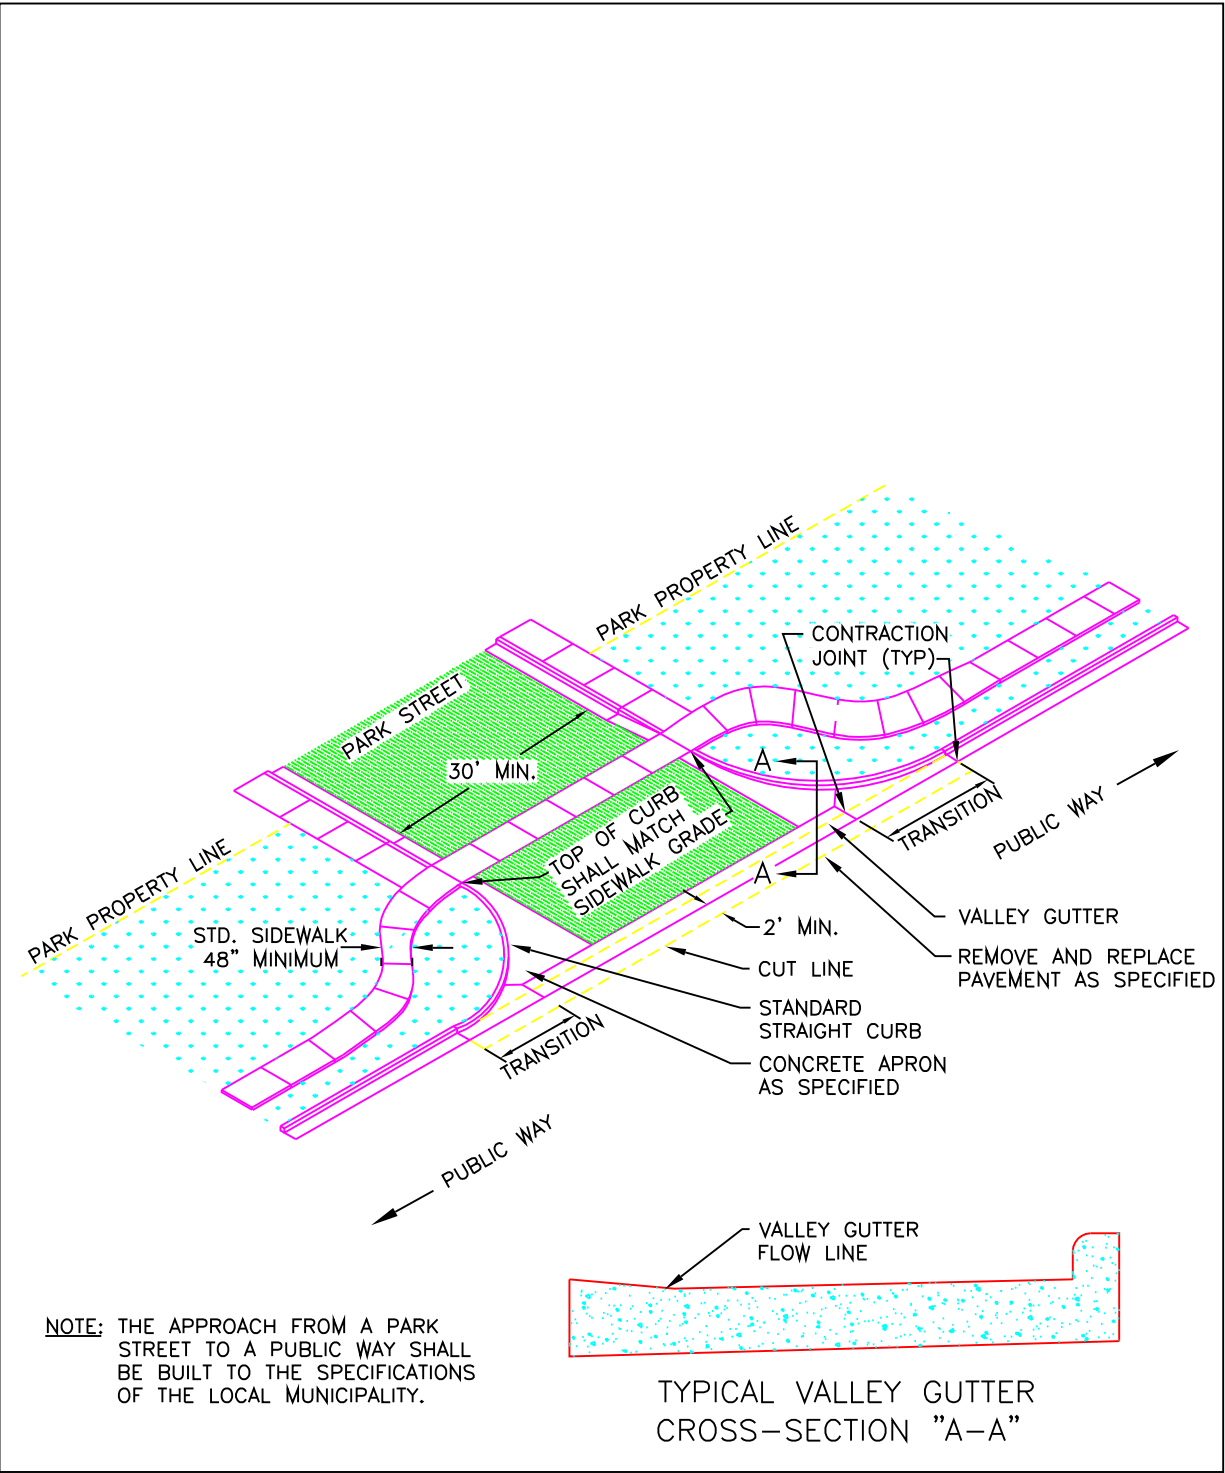 PARK PROPERTY LINE
CONTRACTION
JOINT (TYP)
PARK STREET
30' MIN.
A
TOP OF CURB
SHALL MATCH
SIDEWALK GRADE
TRANSITION
PUBLIC WAY
PARK PROPERTY LINE
A
VALLEY GUTTER
2' MIN.
STD. SIDEWALK
48" MINIMUM
REMOVE AND REPLACE
PAVEMENT AS SPECIFIED
CUT LINE
STANDARD
STRAIGHT CURB
TRANSITION
CONCRETE APRON
AS SPECIFIED
PUBLIC WAY
VALLEY GUTTER
FLOW LINE
NOTE: THE APPROACH FROM A PARK
STREET TO A PUBLIC WAY SHALL
BE BUILT TO THE SPECIFICATIONS
OF THE LOCAL MUNICIPALITY.
TYPICAL VALLEY GUTTER
CROSS-SECTION "A-A"